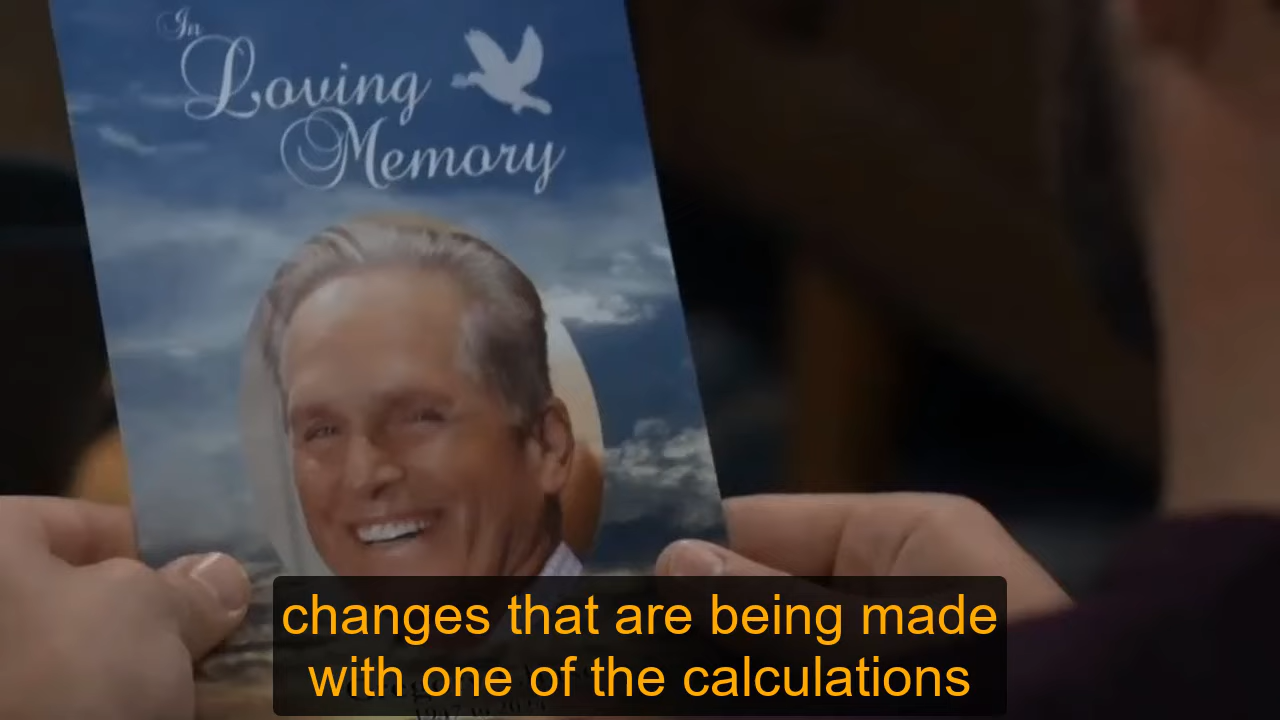 In
Loving
Memory
changes that are being made
with one of the calculations